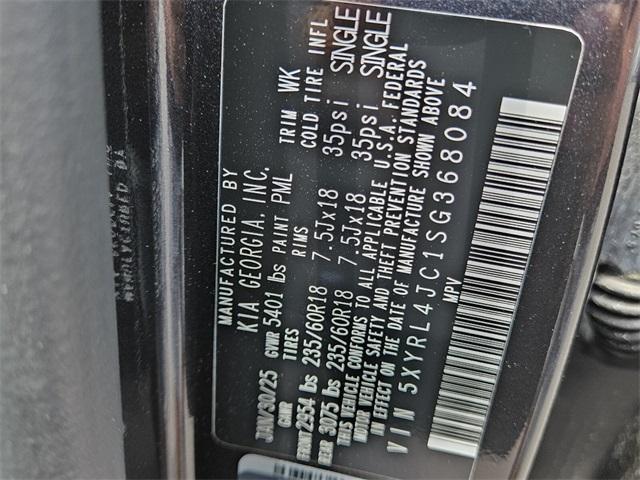 MANUFACTURED BY
KIA GEORGIA, INC.
JUN/30/25 GVWR 5401 lbs PAINT PML TRIM WK
GWR TIRES RIMS COLD TIRE INFL
2954 lbs 235/60R18 7.5Jx18 35psi SINGLE
REAR 3075 lbs 235/60R18 7.5Jx18 35psi SINGLE
THIS VEHICLE CONFORMS TO ALL APPLICABLE U.S.A. FEDERAL
MOTOR VEHICLE SAFETY AND THEFT PREVENTION STANDARDS
IN EFFECT ON THE DATE OF MANUFACTURE SHOWN ABOVE.
VIN 5XYRL4JC1SG368084
MPV